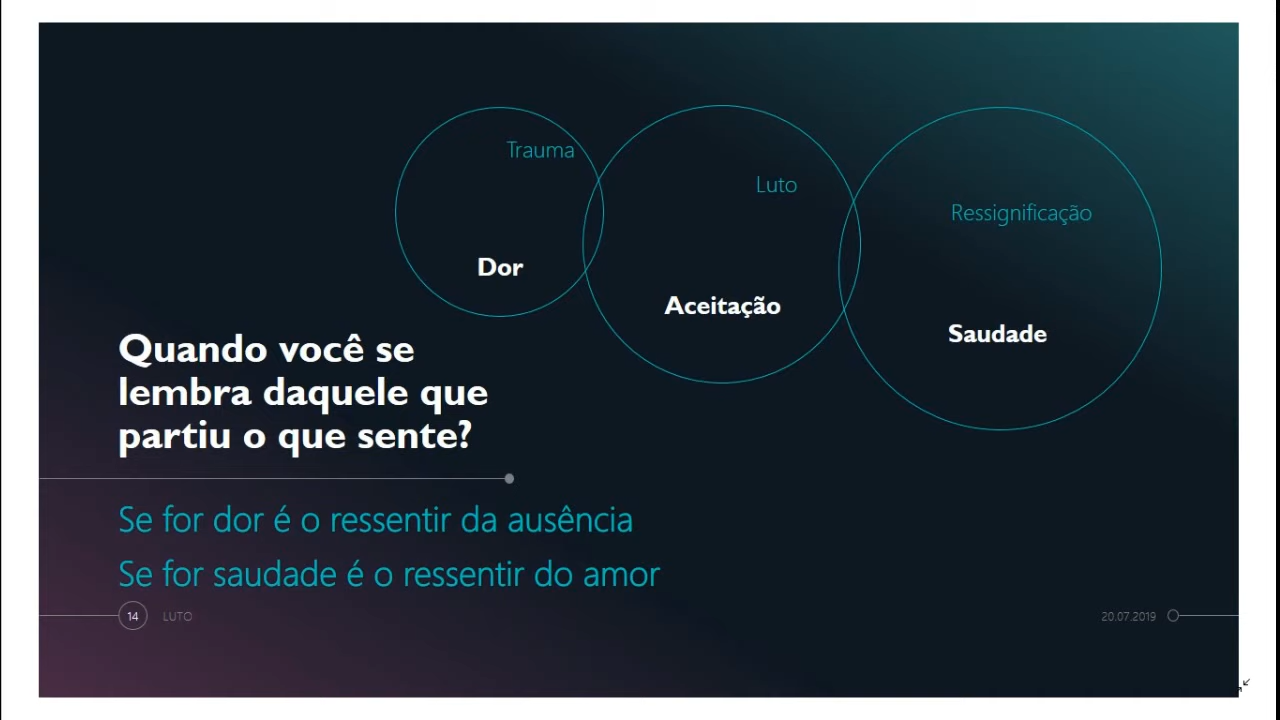 Trauma
Dor
Luto
Aceitação
Ressignificação
Saudade
Quando você se
lembra daquele que
partiu o que sente?
Se for dor é o ressentir da ausência
Se for saudade é o ressentir do amor
14 LUTO
20.07.2019